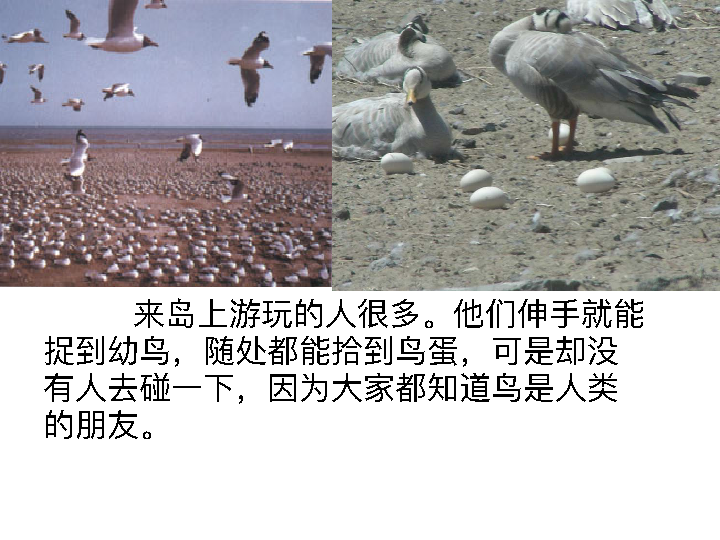 来岛上游玩的人很多。他们伸手就能
捉到幼鸟，随处都能拾到鸟蛋，可是却没
有人去碰一下，因为大家都知道鸟是人类
的朋友。